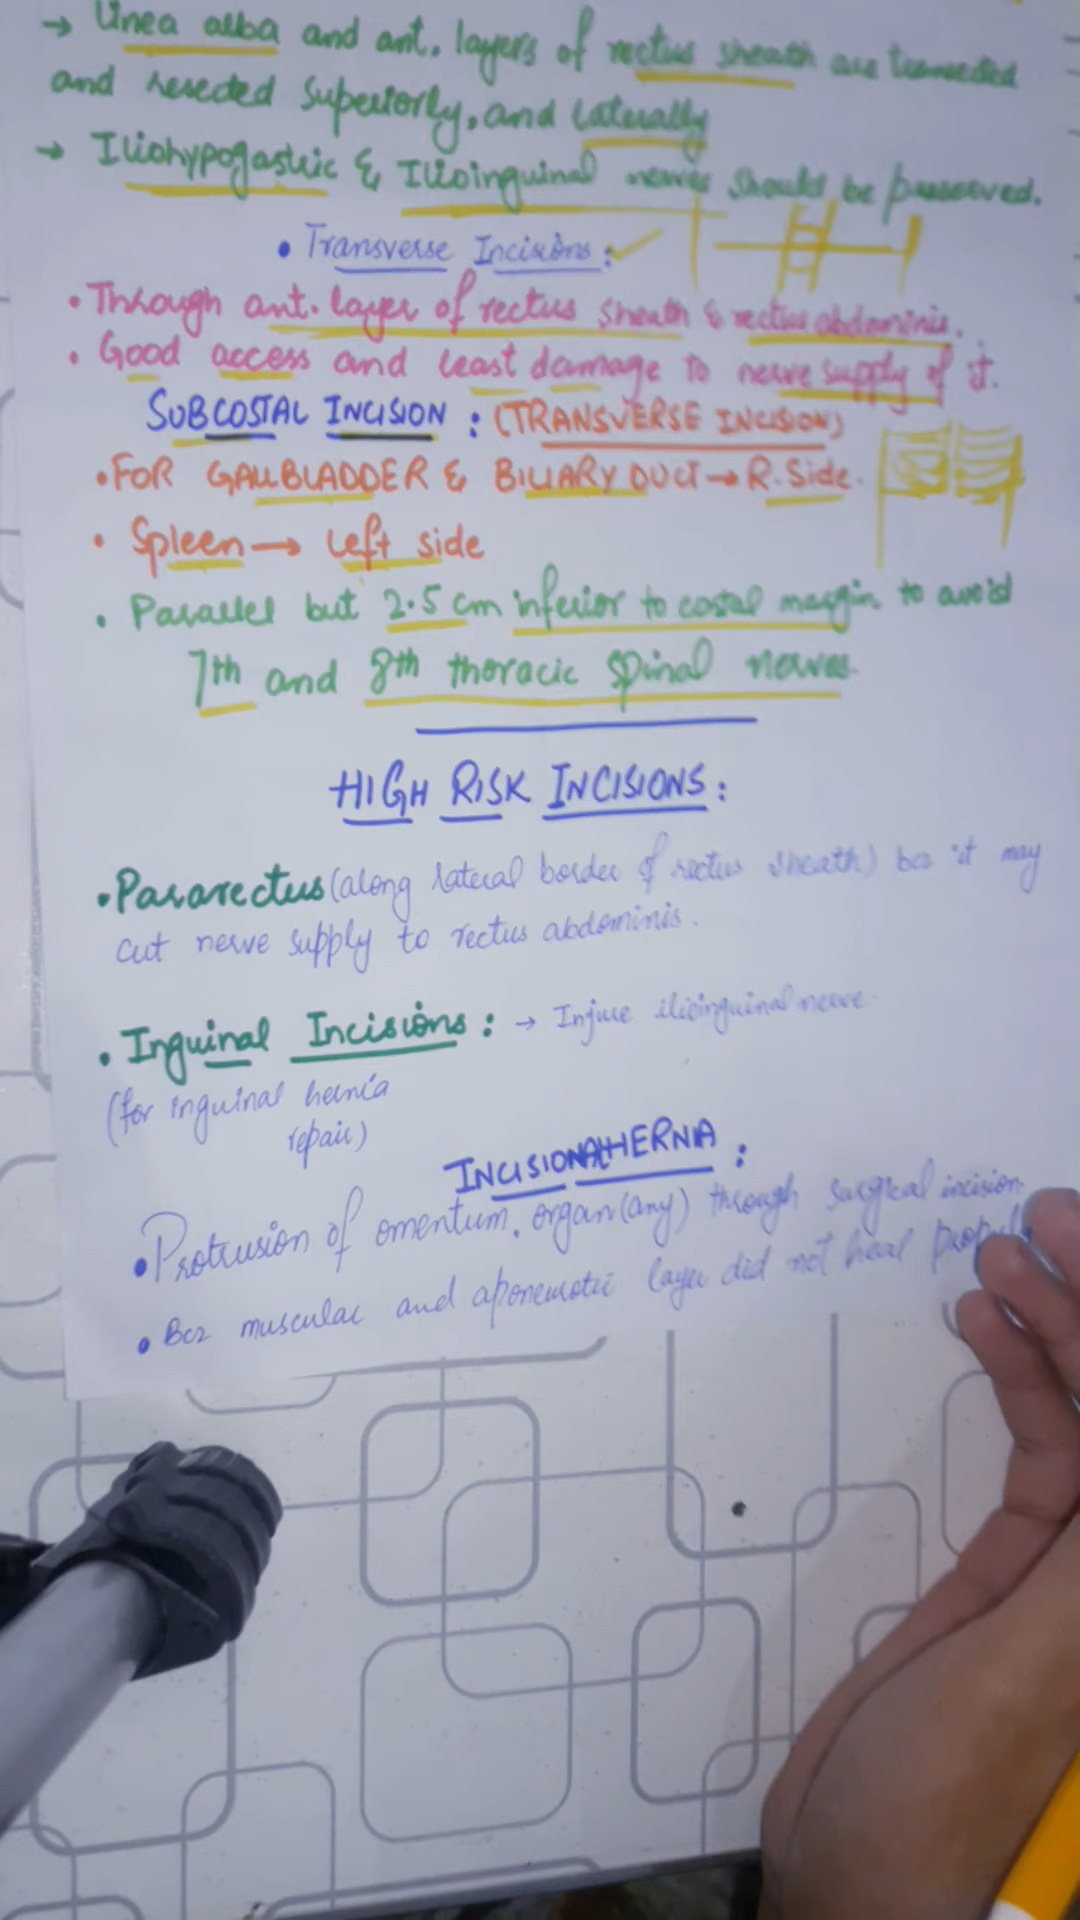 → Linea alba and ant. layers of rectus sheath are transected
and resected superiorly, and laterally
→ Iliohypogastric & Ilioinguinal nerves should be preserved.
• Transverse Incisions:
• Through ant. layer of rectus sheath & rectus abdominis.
• Good access and least damage to nerve supply of it.
SUBCOSTAL INCISION : (TRANSVERSE INCISION)
• FOR GALLBLADDER & BILIARY DUCT → R. Side.
• Spleen → Left side
• Parallel but 2.5 cm inferior to costal margin to avoid
7th and 8th thoracic spinal nerves.
HIGH RISK INCISIONS :
• Pararectus (along lateral border of rectus sheath) bcz it may
cut nerve supply to rectus abdominis.
• Inguinal Incisions : → Injure ilioinguinal nerve.
(for inguinal hernia
repair)
INCISIONAL HERNIA :
• Protrusion of omentum, organ (any) through surgical incision
• Bcz muscular and aponeurotic layer did not heal